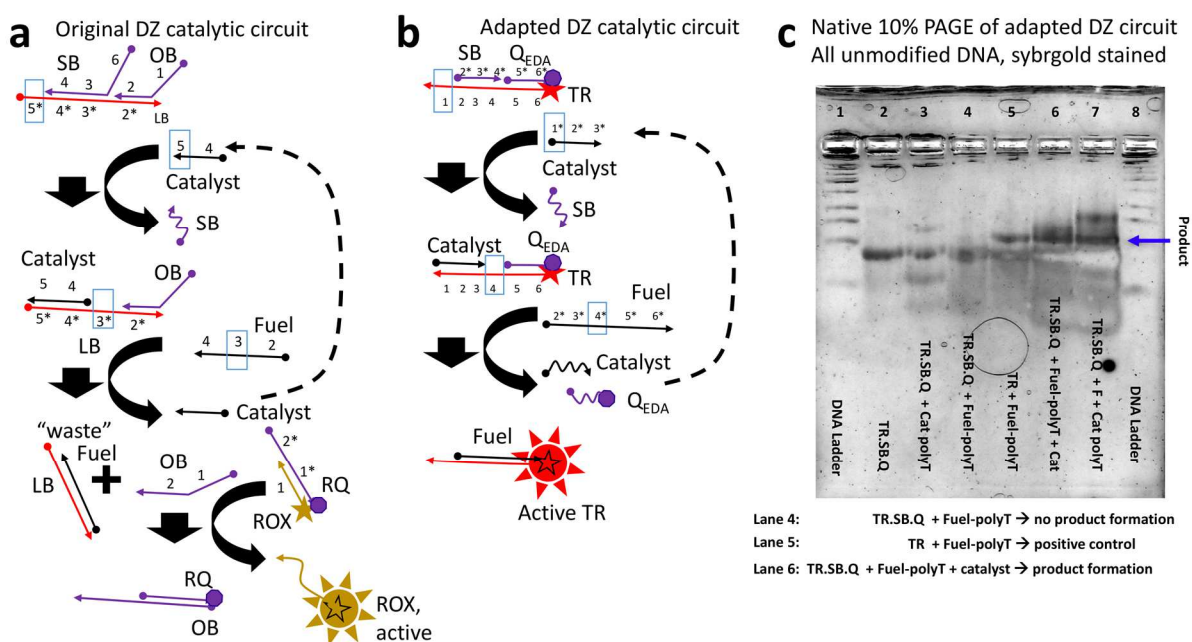 a Original DZ catalytic circuit
SB
OB
6
1
4 3
2
5*
4* 3*
2*
LB
5 4
Catalyst
SB
Catalyst
OB
5 4
5* 4* 3* 2*
LB
Fuel
4 3 2
Catalyst
"waste"
Fuel
LB
+
OB
2 1
2*
1*
RQ
1
ROX
RQ
OB
ROX,
active
b Adapted DZ catalytic circuit
SB
QEDA
2* 3* 4* 5* 6*
TR
1 2 3 4 5 6
1* 2* 3*
Catalyst
SB
Catalyst
QEDA
TR
1 2 3 4 5 6
Fuel
2* 3* 4* 5* 6*
Catalyst
QEDA
Fuel
Active TR
c Native 10% PAGE of adapted DZ circuit
All unmodified DNA, sybrgold stained
1 2 3 4 5 6 7 8
Product
DNA Ladder
TR.SB.Q
TR.SB.Q + Cat polyT
TR.SB.Q + Fuel-polyT
TR + Fuel-polyT
TR.SB.Q + Fuel-polyT + Cat
TR.SB.Q + F + Cat polyT
DNA Ladder
Lane 4: TR.SB.Q + Fuel-polyT → no product formation
Lane 5: TR + Fuel-polyT → positive control
Lane 6: TR.SB.Q + Fuel-polyT + catalyst → product formation